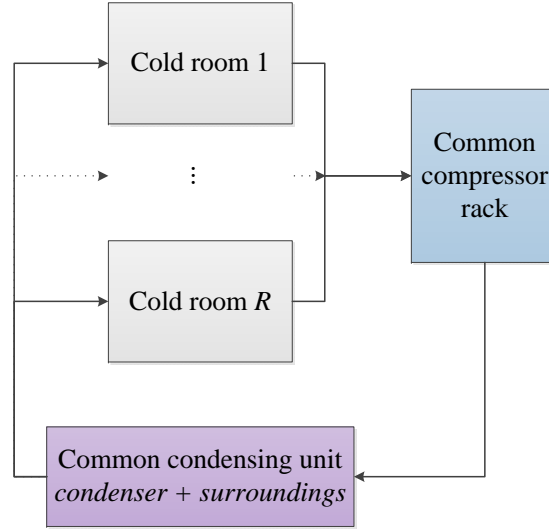 Cold room 1
⋮
Cold room R
Common
compressor
rack
Common condensing unit
condenser + surroundings